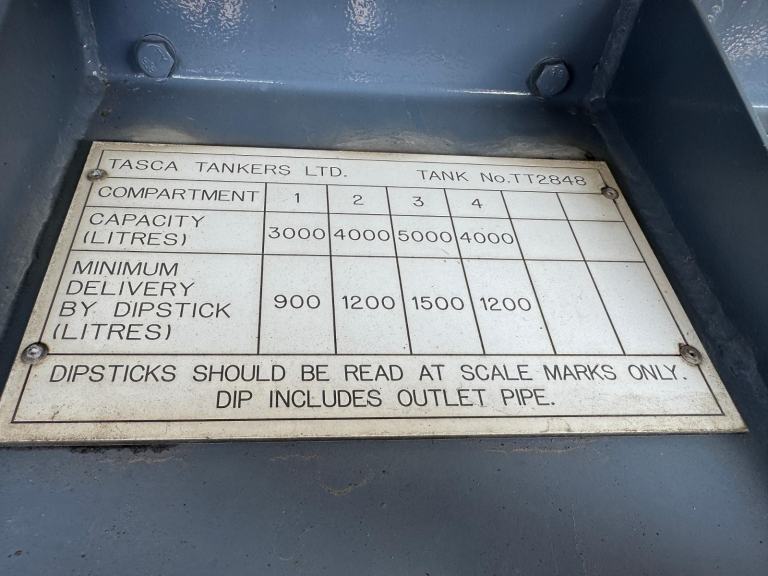 TASCA TANKERS LTD. TANK No.TT2848
COMPARTMENT 1 2 3 4
CAPACITY
(LITRES) 3000 4000 5000 4000
MINIMUM
DELIVERY
BY DIPSTICK 900 1200 1500 1200
(LITRES)
DIPSTICKS SHOULD BE READ AT SCALE MARKS ONLY.
DIP INCLUDES OUTLET PIPE.